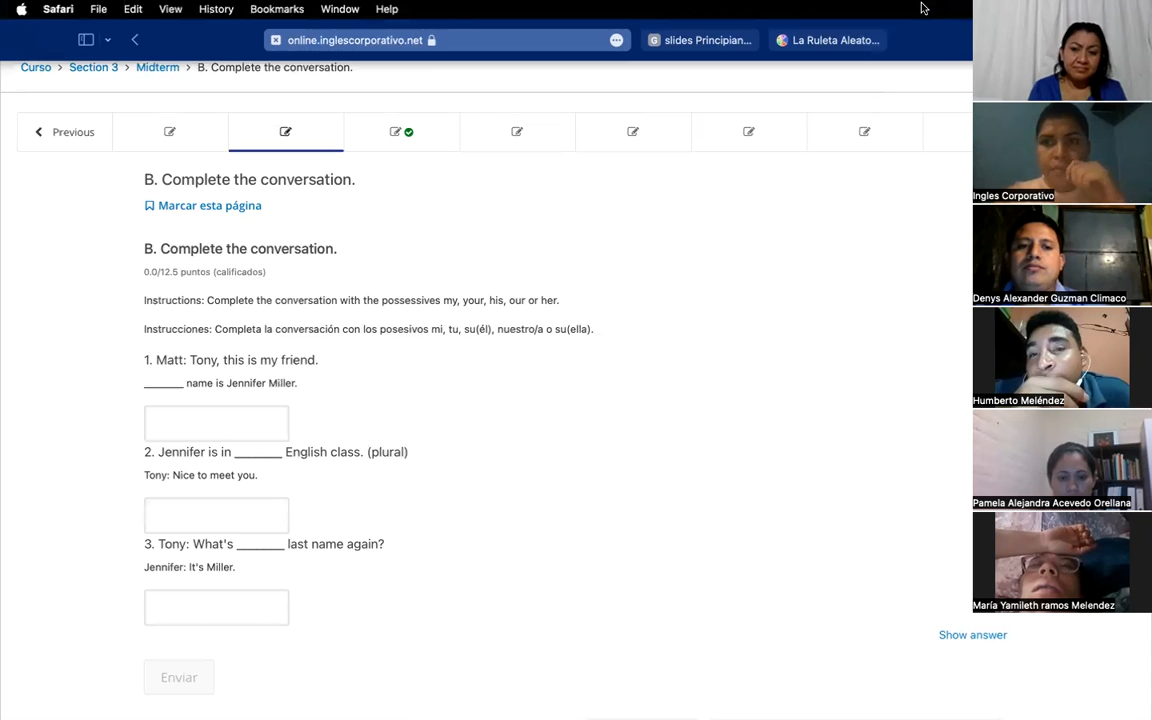 Safari File Edit View History Bookmarks Window Help
online.inglescorporativo.net G slides Principian... La Ruleta Aleato...
Curso > Section 3 > Midterm > B. Complete the conversation.
Previous
B. Complete the conversation.
Marcar esta página
B. Complete the conversation.
0.0/12.5 puntos (calificados)
Instructions: Complete the conversation with the possessives my, your, his, our or her.
Instrucciones: Completa la conversación con los posesivos mi, tu, su(él), nuestro/a o su(ella).
1. Matt: Tony, this is my friend.
_______ name is Jennifer Miller.
2. Jennifer is in _______ English class. (plural)
Tony: Nice to meet you.
3. Tony: What's _______ last name again?
Jennifer: It's Miller.
Show answer
Enviar
Ingles Corporativo
Denys Alexander Guzman Climaco
Humberto Meléndez
Pamela Alejandra Acevedo Orellana
María Yamileth ramos Melendez